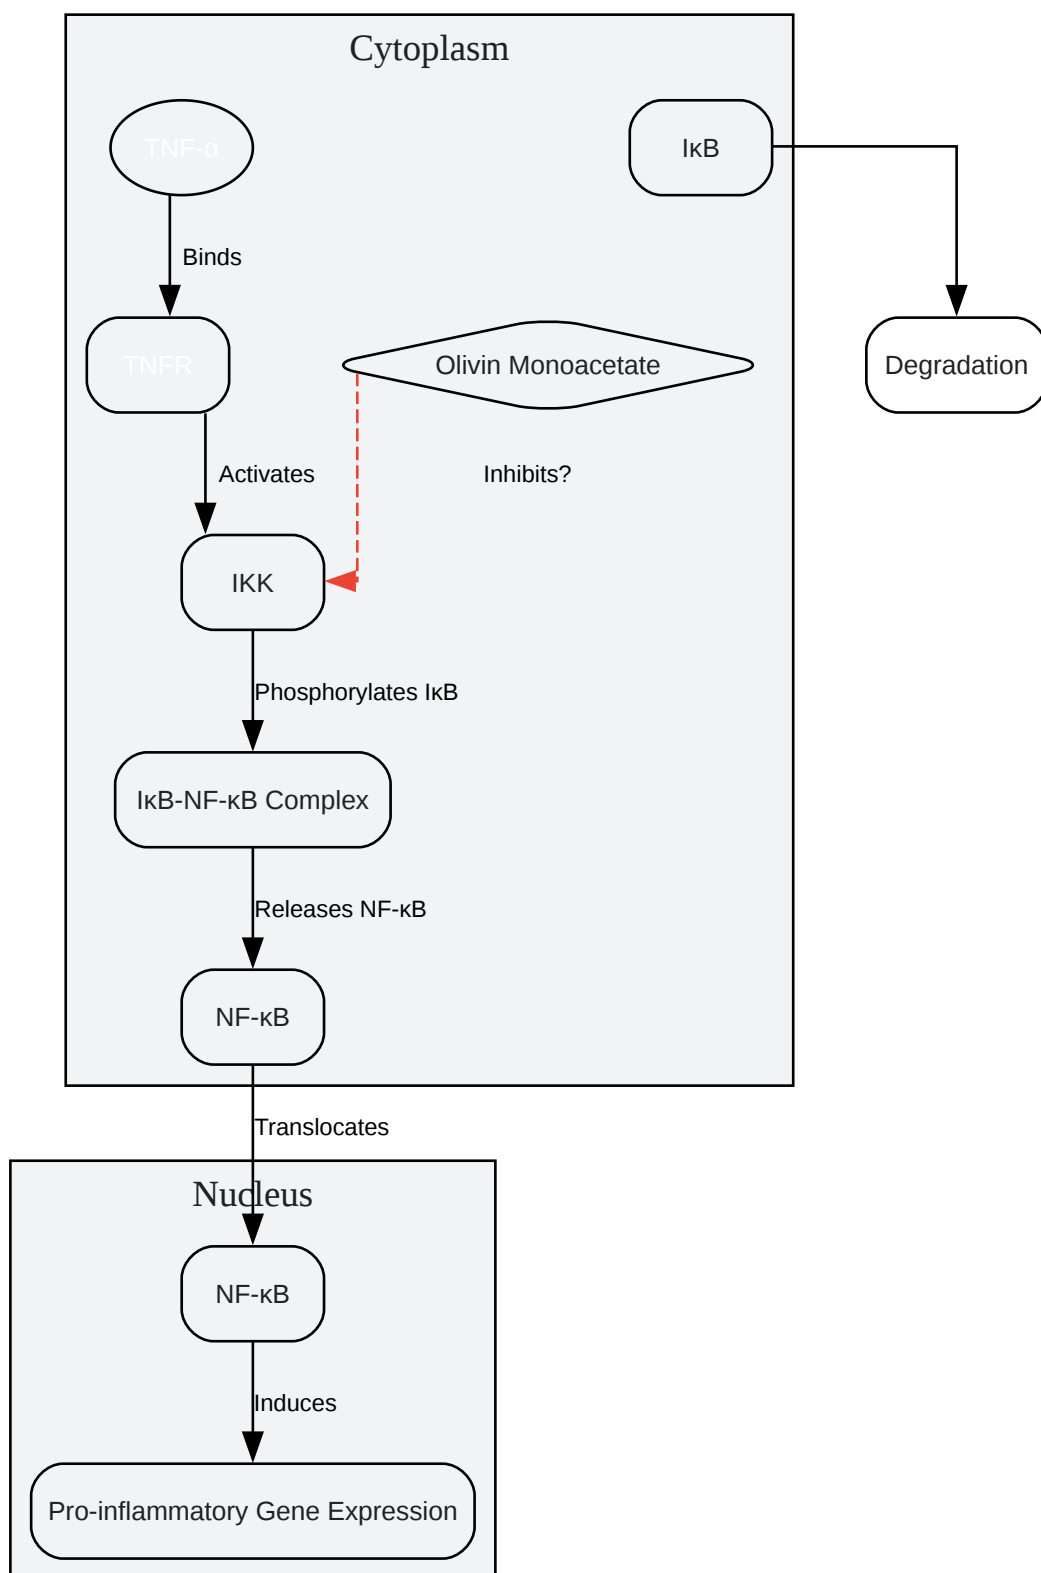 Cytoplasm
TNF-α
IκB
Binds
TNFR
Olivin Monoacetate
Degradation
Activates
Inhibits?
IKK
Phosphorylates IκB
IκB-NF-κB Complex
Releases NF-κB
NF-κB
Translocates
Nucleus
NF-κB
Induces
Pro-inflammatory Gene Expression